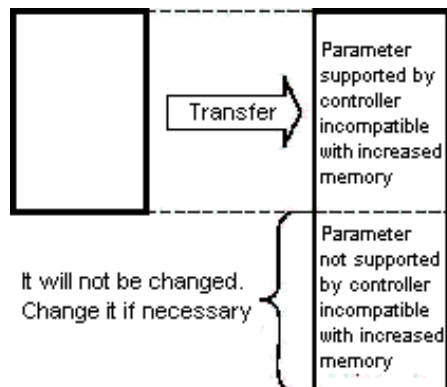 Parameter
supported by
controller
incompatible
with increased
memory
Transfer
Parameter
not supported
by controller
incompatible
with increased
memory
It will not be changed.
Change it if necessary